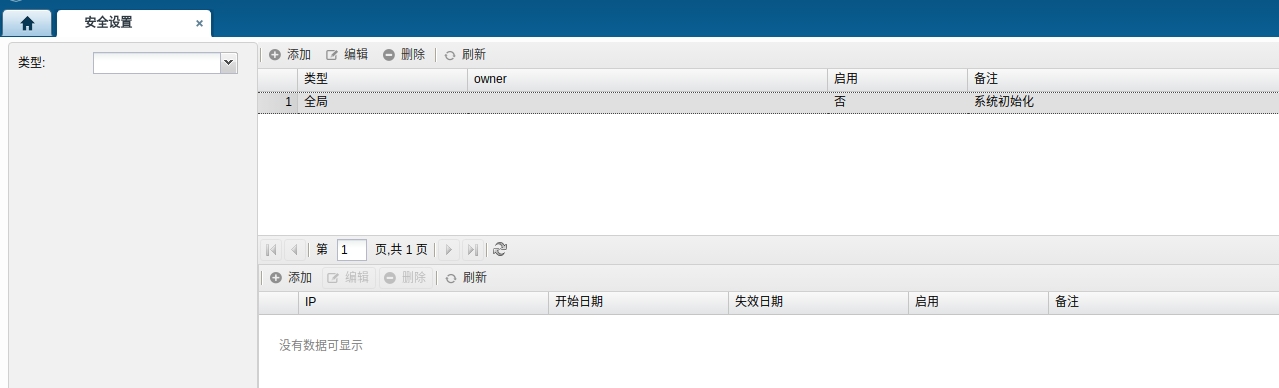 安全设置
类型:
添加 编辑 删除 刷新
类型 owner 启用 备注
1 全局 否 系统初始化
第 1 页,共 1 页
添加 编辑 删除 刷新
IP 开始日期 失效日期 启用 备注
没有数据可显示